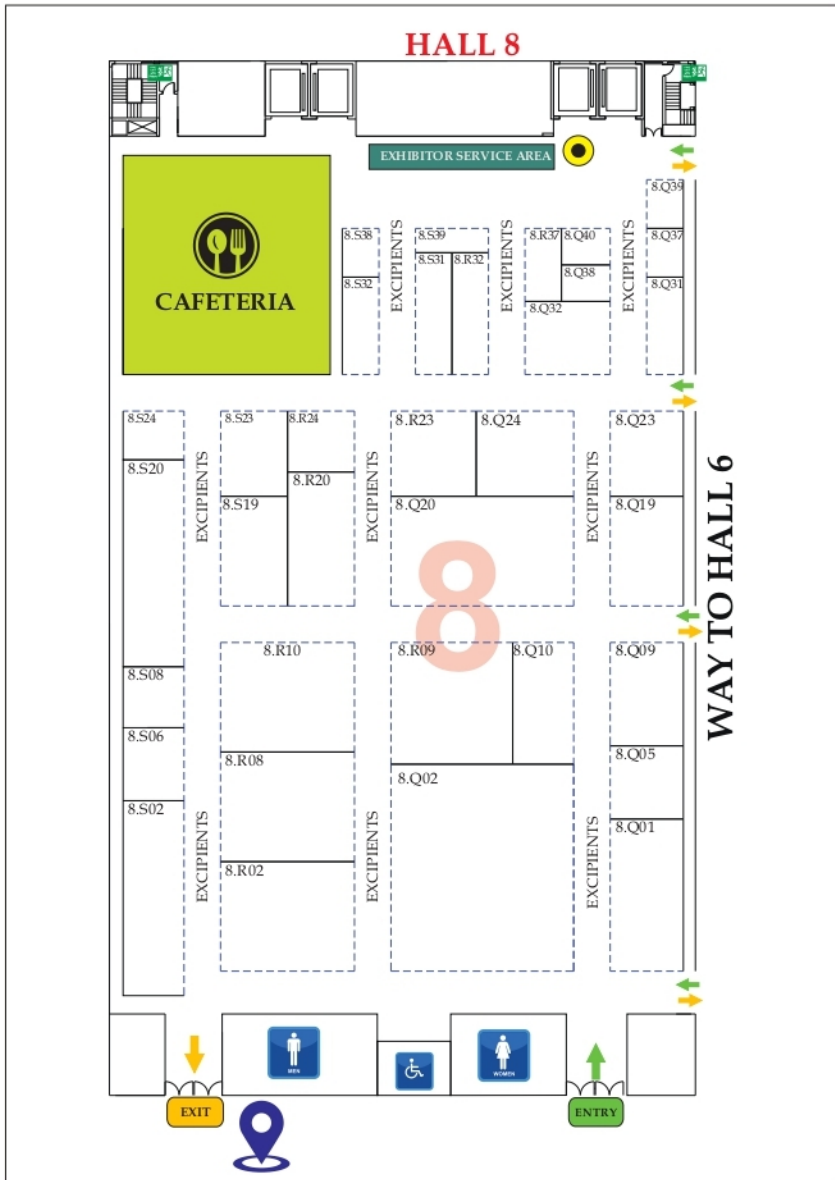 HALL 8
EXHIBITOR SERVICE AREA
CAFETERIA
8.S38
8.S32
EXCIPIENTS
8.S39
8.S31
8.R32
EXCIPIENTS
8.R37
8.Q40
8.Q38
8.Q32
EXCIPIENTS
8.Q39
8.Q37
8.Q31
8.S24
8.S20
EXCIPIENTS
8.S23
8.R24
8.R20
8.S19
EXCIPIENTS
8.R23
8.Q24
8.Q20
EXCIPIENTS
8.Q23
8.Q19
8
WAY TO HALL 6
8.S08
8.S06
8.S02
EXCIPIENTS
8.R10
8.R08
8.R02
EXCIPIENTS
8.R09
8.Q10
8.Q02
EXCIPIENTS
8.Q09
8.Q05
8.Q01
MEN
WOMEN
EXIT
ENTRY